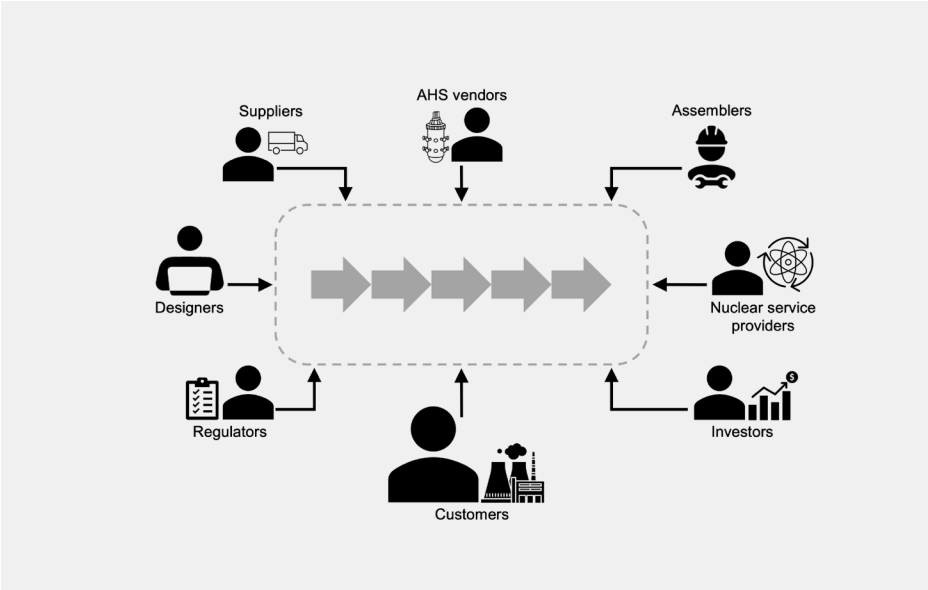 AHS vendors
Suppliers
Assemblers
Designers
Nuclear service
providers
Regulators
Investors
Customers
$